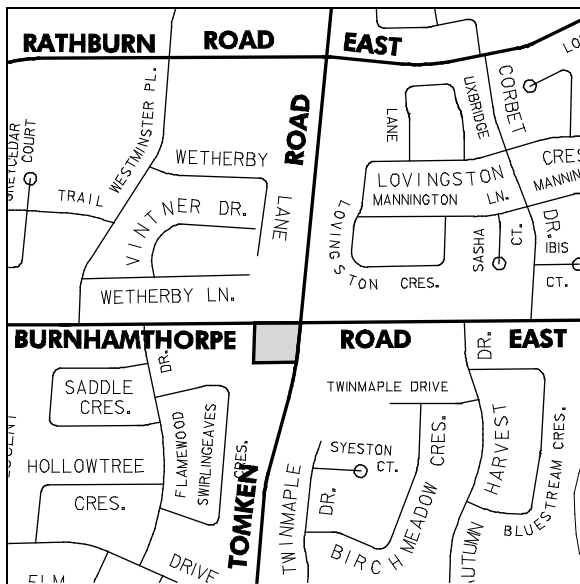 RATHBURN ROAD EAST
WESTMINSTER PL.
COURT
TRAIL
WETHERBY
LANE
VINTNER DR.
WETHERBY LN.
ROAD
LANE
UXBRIDGE
CORBET
DR.
LOVINGSTON
CRES.
MANNINGTON LN.
LOVINGSTON CRES.
SASHA CT.
IBIS
CT.
BURNHAMTHORPE ROAD EAST
DR.
SADDLE
CRES.
FLAMEWOOD
SWIRLINGLEAVES
CRES.
HOLLOWTREE
CRES.
DRIVE
TOMKEN
TWINMAPLE DRIVE
DR.
SYESTON
CT.
TWINMAPLE
DR.
BIRCHMEADOW CRES.
HARVEST
AUTUMN
BLUESTREAM CRES.